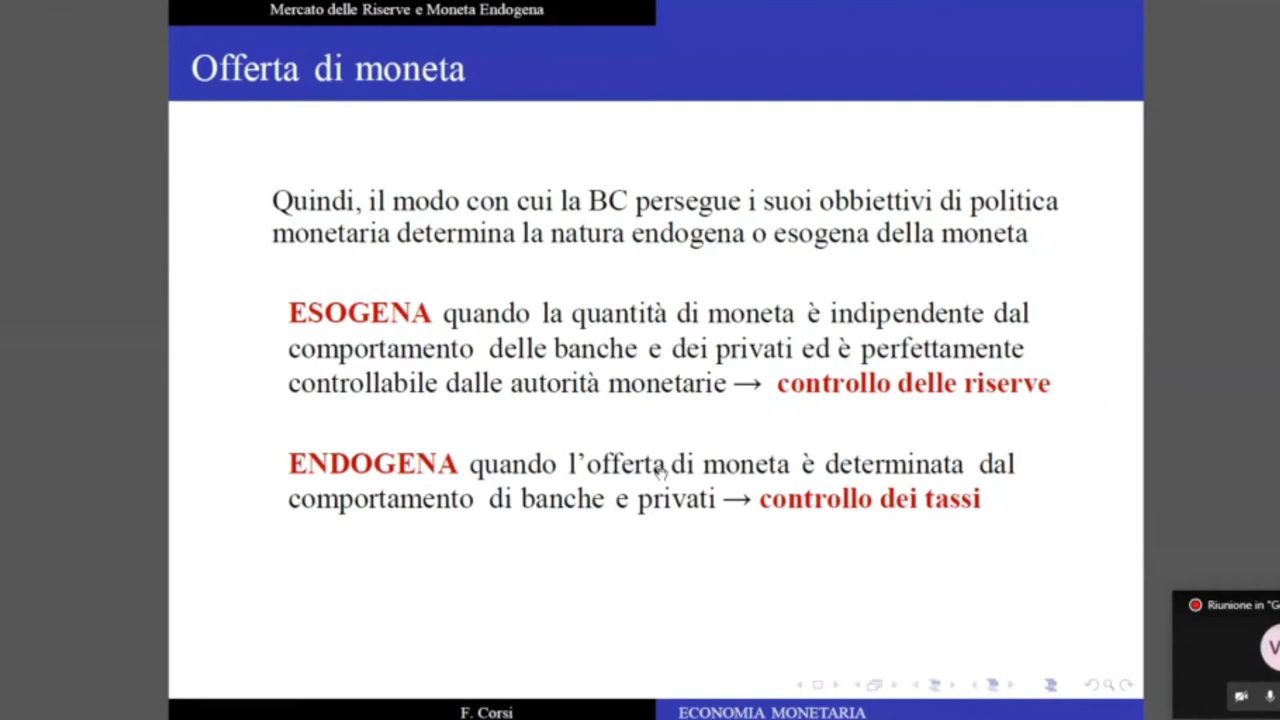 Mercato delle Riserve e Moneta Endogena
Offerta di moneta
Quindi, il modo con cui la BC persegue i suoi obbiettivi di politica
monetaria determina la natura endogena o esogena della moneta
ESOGENA quando la quantità di moneta è indipendente dal
comportamento delle banche e dei privati ed è perfettamente
controllabile dalle autorità monetarie → controllo delle riserve
ENDOGENA quando l’offerta di moneta è determinata dal
comportamento di banche e privati → controllo dei tassi
Riunione in "G
V
F. Corsi
ECONOMIA MONETARIA